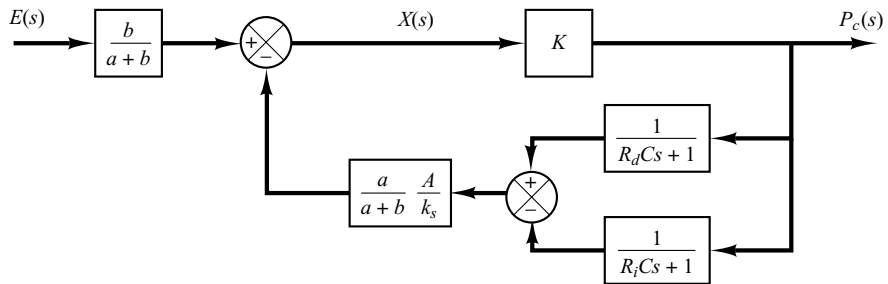 E(s)
b
a + b
+
−
X(s)
K
P_c(s)
1
R_dCs + 1
a
a + b
A
k_s
+
−
1
R_iCs + 1